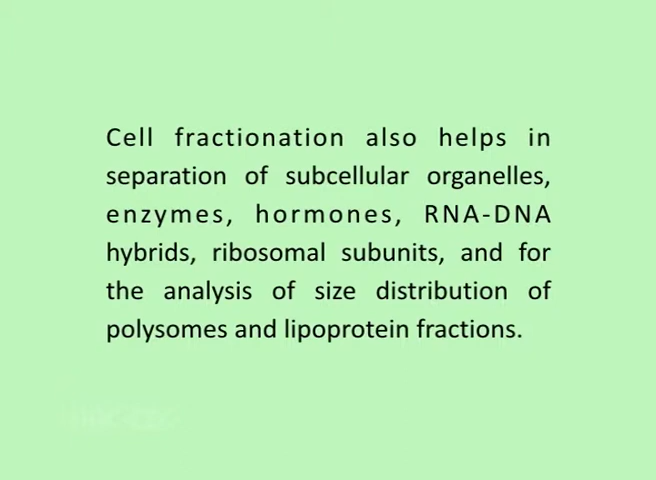 Cell fractionation also helps in
separation of subcellular organelles,
enzymes, hormones, RNA-DNA
hybrids, ribosomal subunits, and for
the analysis of size distribution of
polysomes and lipoprotein fractions.